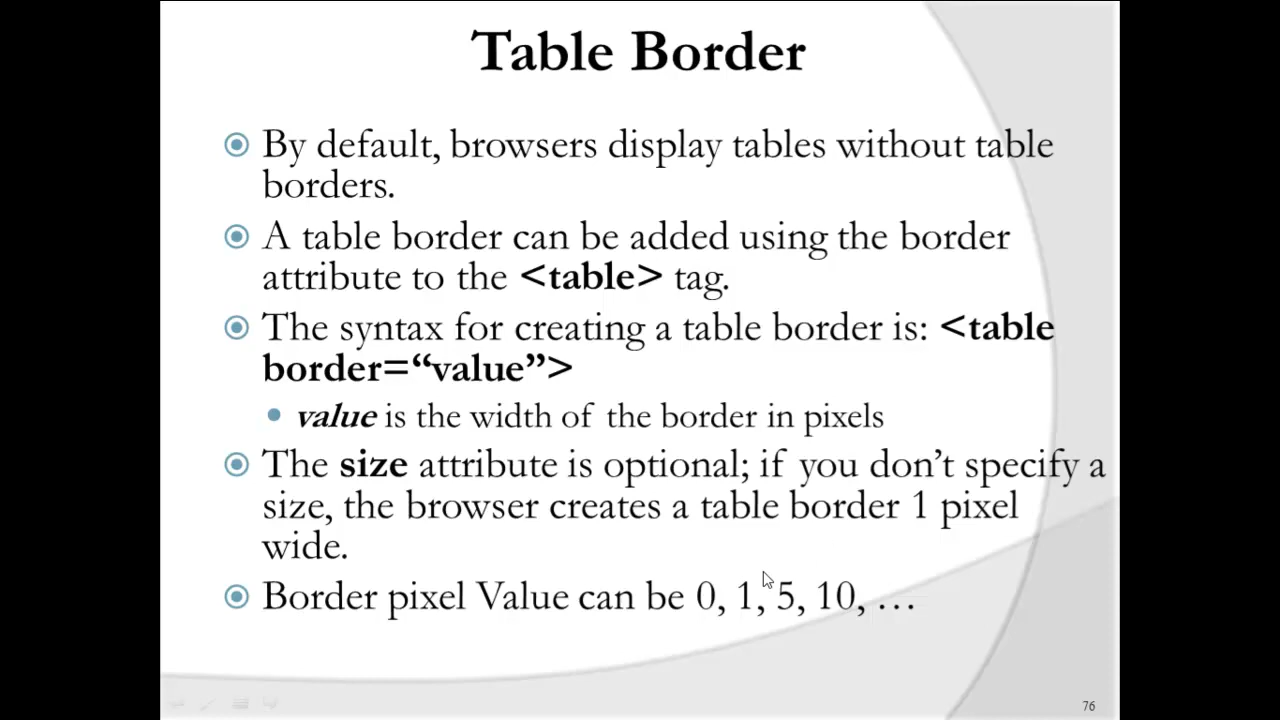 Table Border
By default, browsers display tables without table
borders.
A table border can be added using the border
attribute to the <table> tag.
The syntax for creating a table border is: <table
border=“value”>
value is the width of the border in pixels
The size attribute is optional; if you don’t specify a
size, the browser creates a table border 1 pixel
wide.
Border pixel Value can be 0, 1, 5, 10, …
76